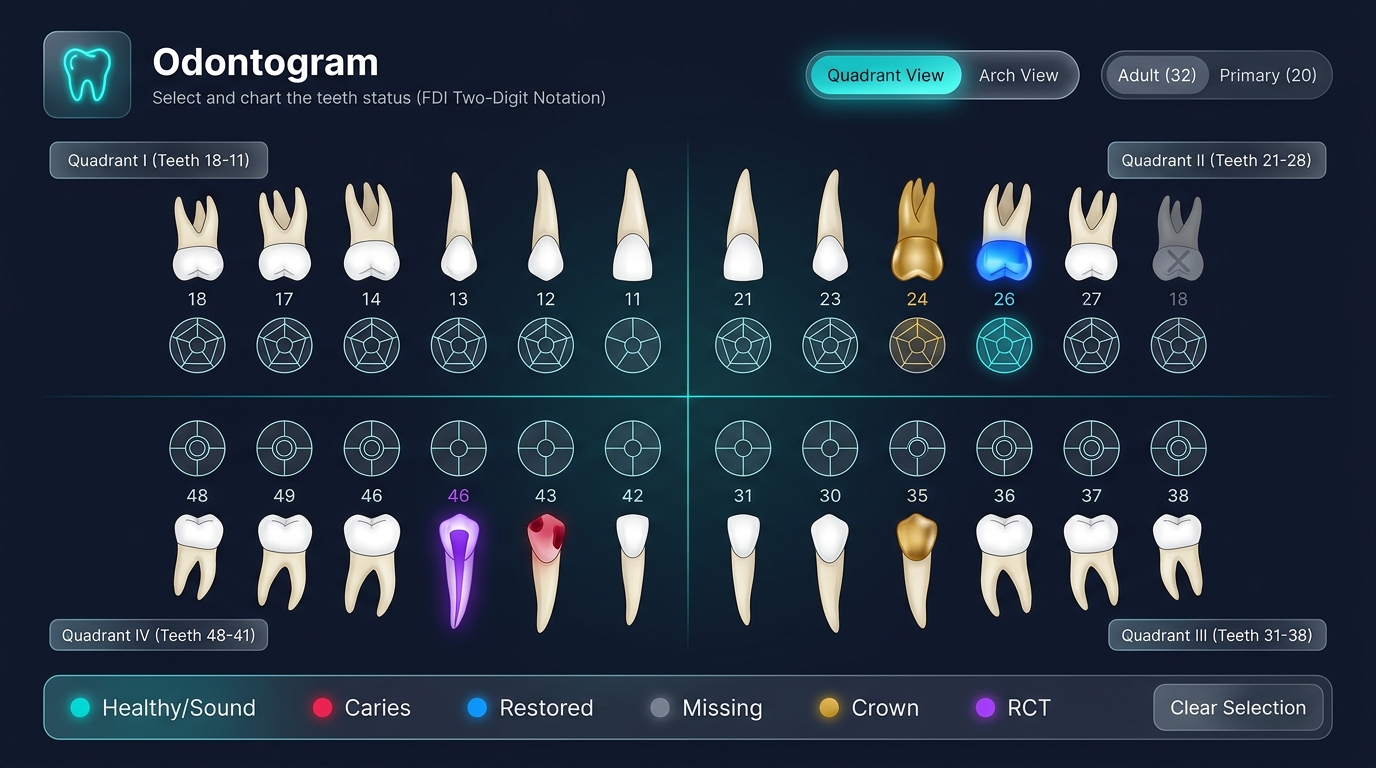 Odontogram
Select and chart the teeth status (FDI Two-Digit Notation)
Quadrant View Arch View Adult (32) Primary (20)
Quadrant I (Teeth 18-11) Quadrant II (Teeth 21-28)
18 17 14 13 12 11 21 23 24 26 27 18
48 49 46 46 43 42 31 30 35 36 37 38
Quadrant IV (Teeth 48-41) Quadrant III (Teeth 31-38)
Healthy/Sound Caries Restored Missing Crown RCT Clear Selection